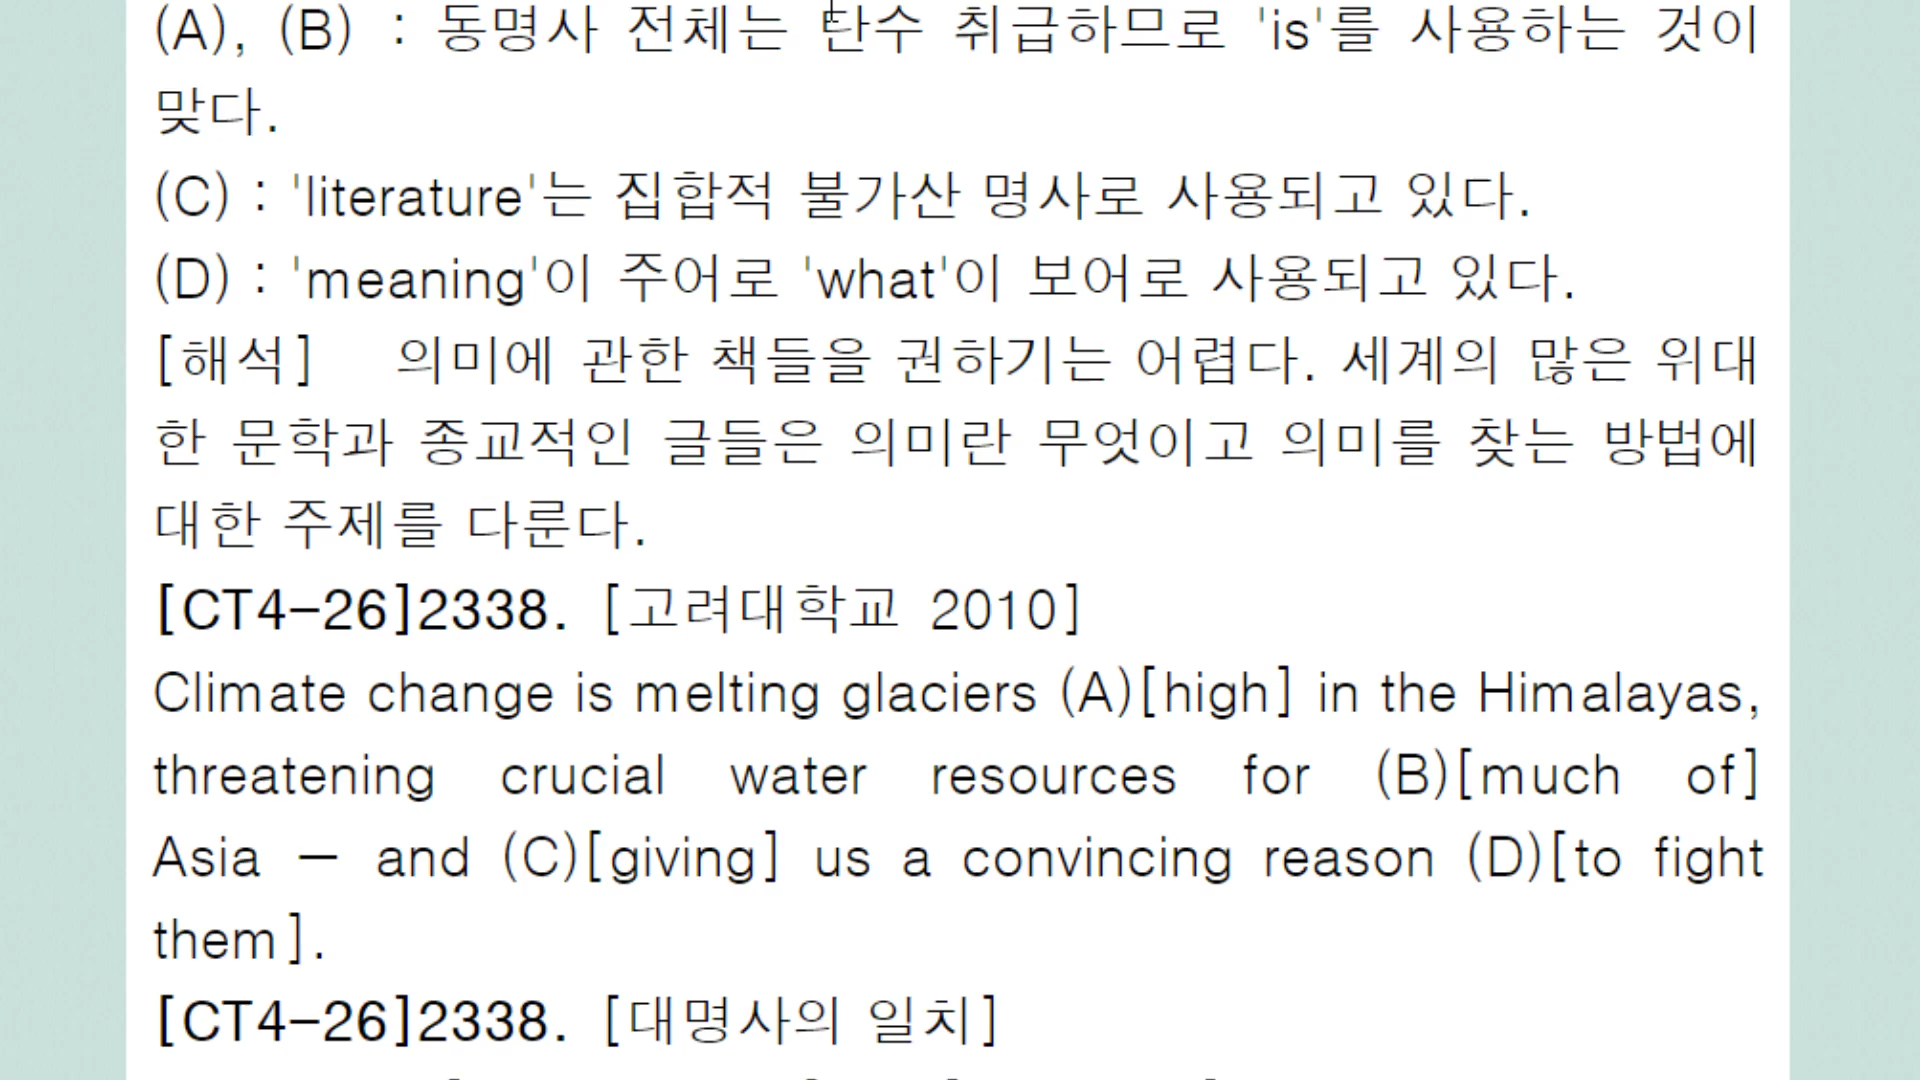 (A), (B) : 동명사 전체는 단수 취급하므로 'is'를 사용하는 것이
맞다.
(C) : 'literature'는 집합적 불가산 명사로 사용되고 있다.
(D) : 'meaning'이 주어로 'what'이 보어로 사용되고 있다.
[해석] 의미에 관한 책들을 권하기는 어렵다. 세계의 많은 위대
한 문학과 종교적인 글들은 의미란 무엇이고 의미를 찾는 방법에
대한 주제를 다룬다.
[CT4-26]2338. [고려대학교 2010]
Climate change is melting glaciers (A)[high] in the Himalayas,
threatening crucial water resources for (B)[much of]
Asia — and (C)[giving] us a convincing reason (D)[to fight
them].
[CT4-26]2338. [대명사의 일치]